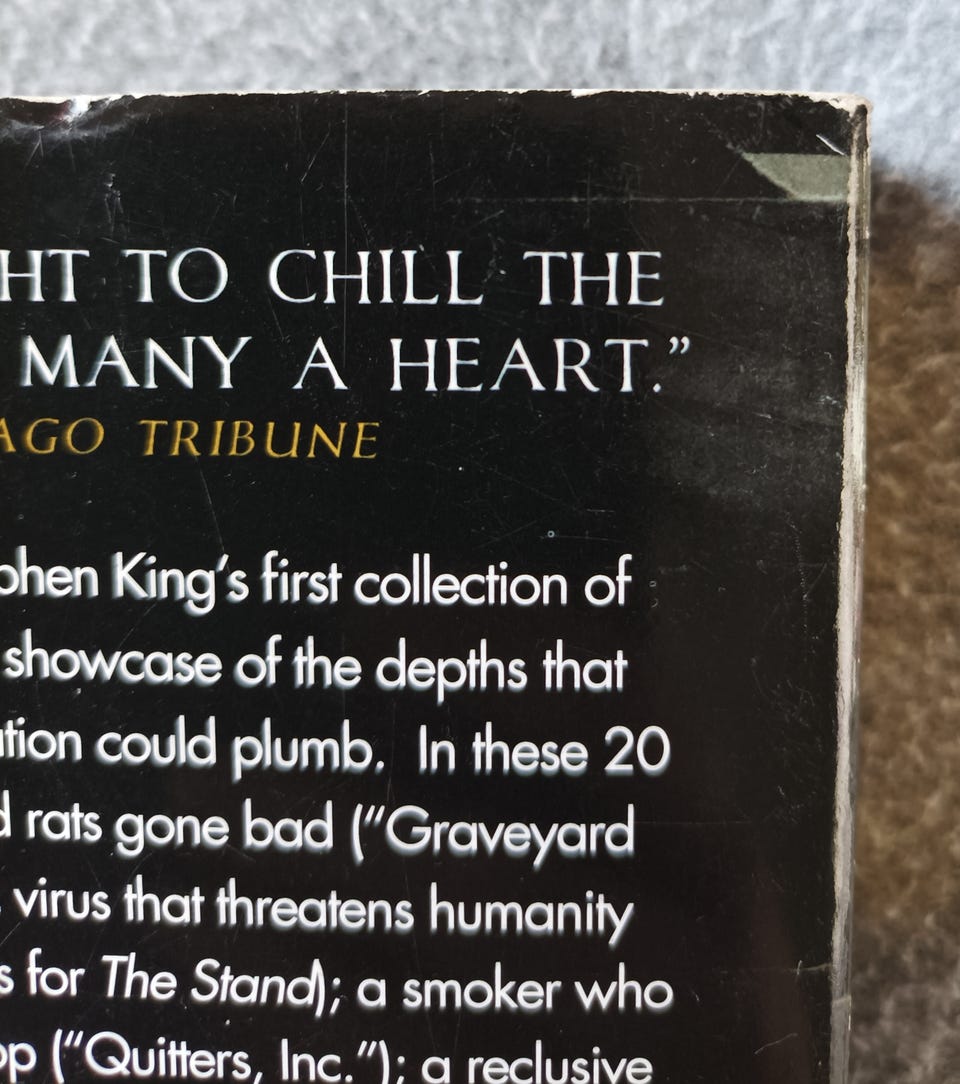 HT TO CHILL THE
MANY A HEART.”
AGO TRIBUNE
phen King’s first collection of
showcase of the depths that
ation could plumb. In these 20
d rats gone bad (“Graveyard
virus that threatens humanity
s for The Stand); a smoker who
op (“Quitters, Inc.”); a reclusive